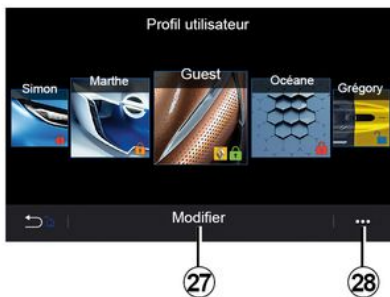 Profil utilisateur
Simon
Marthe
Guest
Océane
Grégory
Modifier
27
28